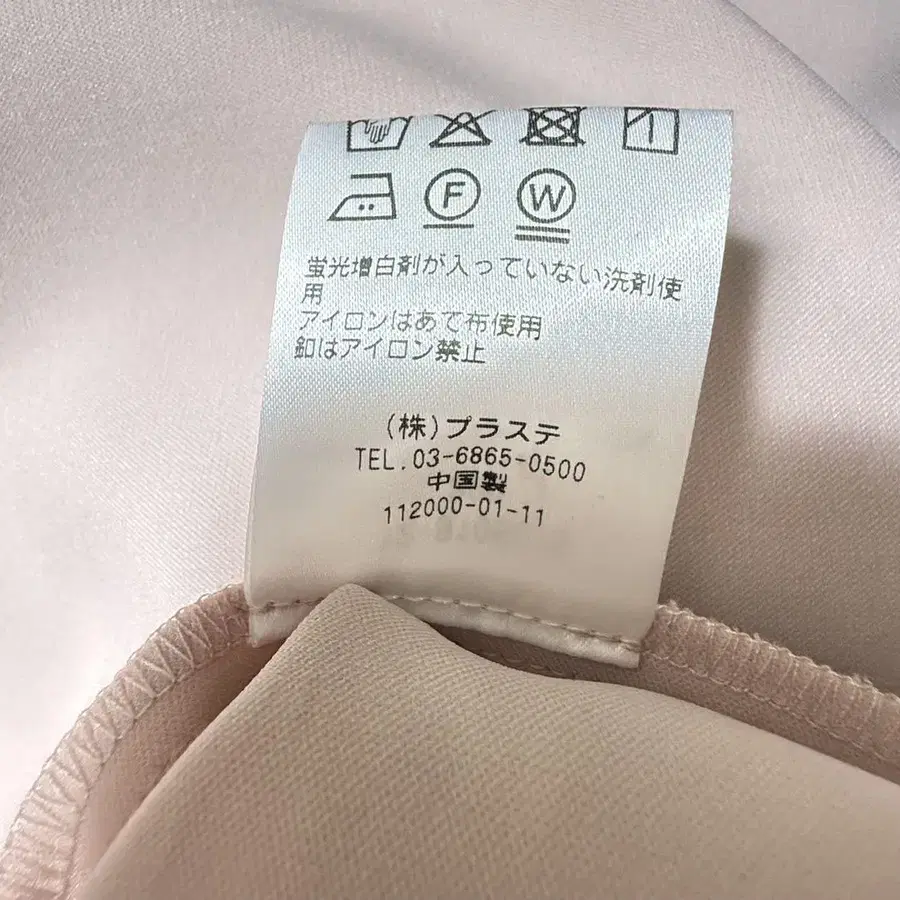 F W
蛍光増白剤が入っていない洗剤使
用
アイロンはあて布使用
釦はアイロン禁止
(株)プラステ
TEL.03-6865-0500
中国製
112000-01-11